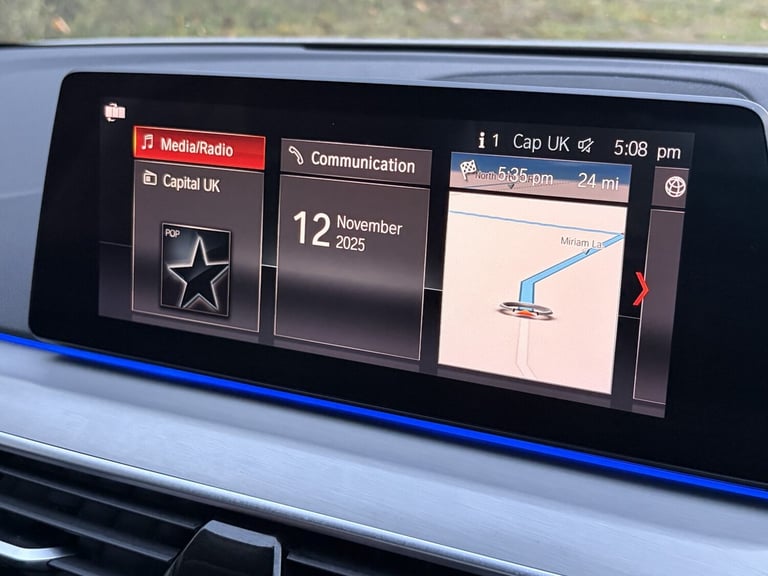 i 1 Cap UK 5:08 pm
Media/Radio
Capital UK
POP
Communication
12 November
2025
5:35 pm 24 mi
North
Miriam La